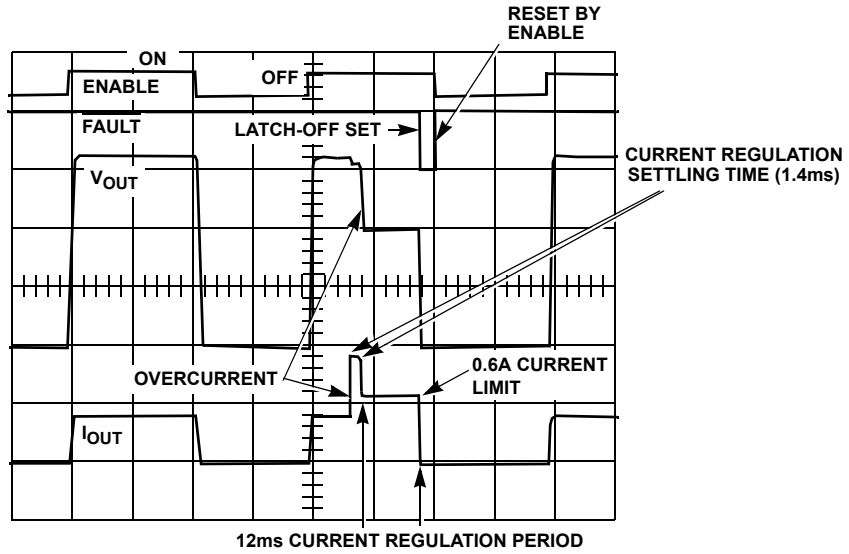 RESET BY
ENABLE
ON
ENABLE
OFF
FAULT
LATCH-OFF SET
CURRENT REGULATION
SETTLING TIME (1.4ms)
VOUT
OVERCURRENT
0.6A CURRENT
LIMIT
IOUT
12ms CURRENT REGULATION PERIOD